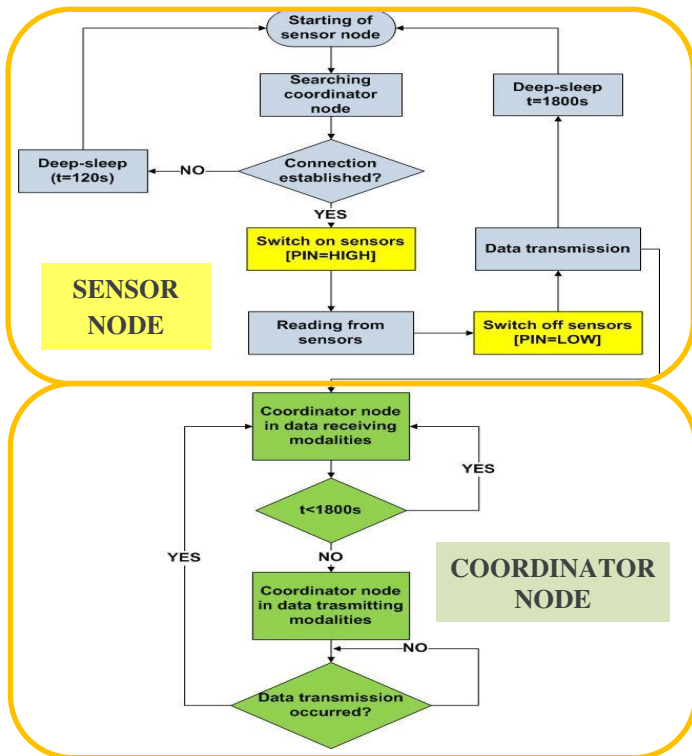 Starting of
sensor node
Searching
coordinator
node
Deep-sleep
t=1800s
Deep-sleep
(t=120s)
NO
Connection
established?
YES
Switch on sensors
[PIN=HIGH]
Data transmission
SENSOR
NODE
Reading from
sensors
Switch off sensors
[PIN=LOW]
Coordinator node
in data receiving
modalities
YES
t<1800s
YES
NO
COORDINATOR
NODE
Coordinator node
in data trasmitting
modalities
NO
Data transmission
occurred?